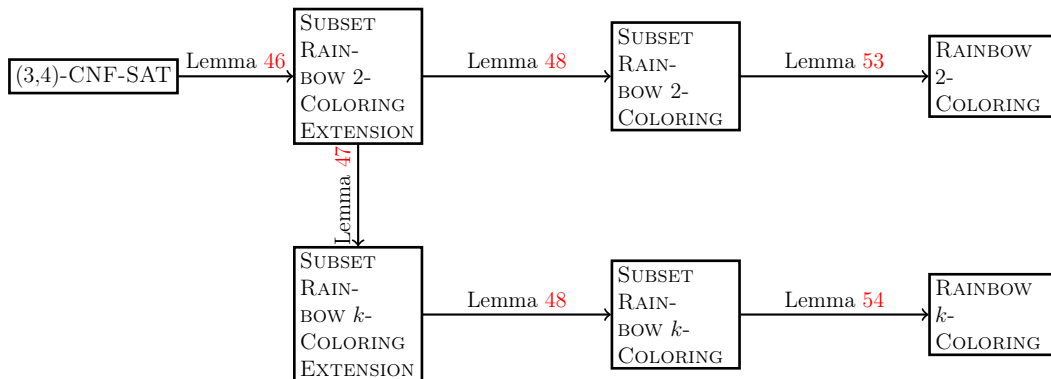 (3,4)-CNF-SAT
Lemma 46
SUBSET
RAIN-
BOW 2-
COLORING
EXTENSION
Lemma 48
SUBSET
RAIN-
BOW 2-
COLORING
Lemma 53
RAINBOW
2-
COLORING
Lemma 47
SUBSET
RAIN-
BOW k-
COLORING
EXTENSION
Lemma 48
SUBSET
RAIN-
BOW k-
COLORING
Lemma 54
RAINBOW
k-
COLORING